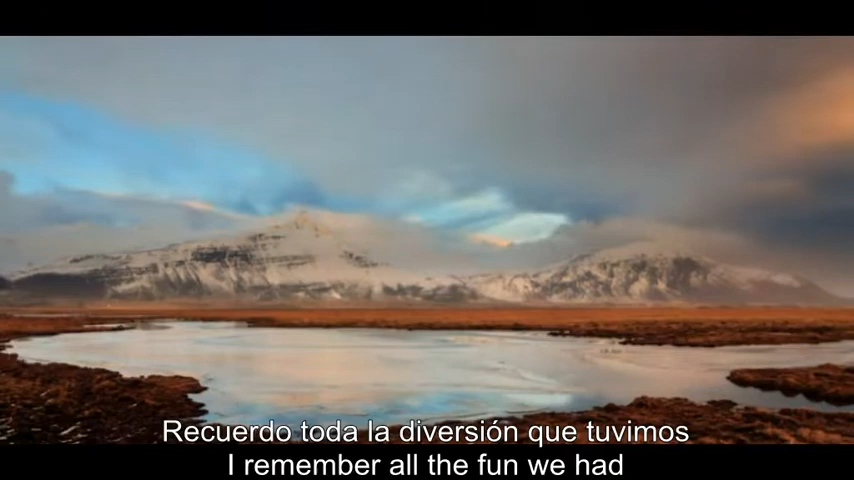 Recuerdo toda la diversión que tuvimos
I remember all the fun we had